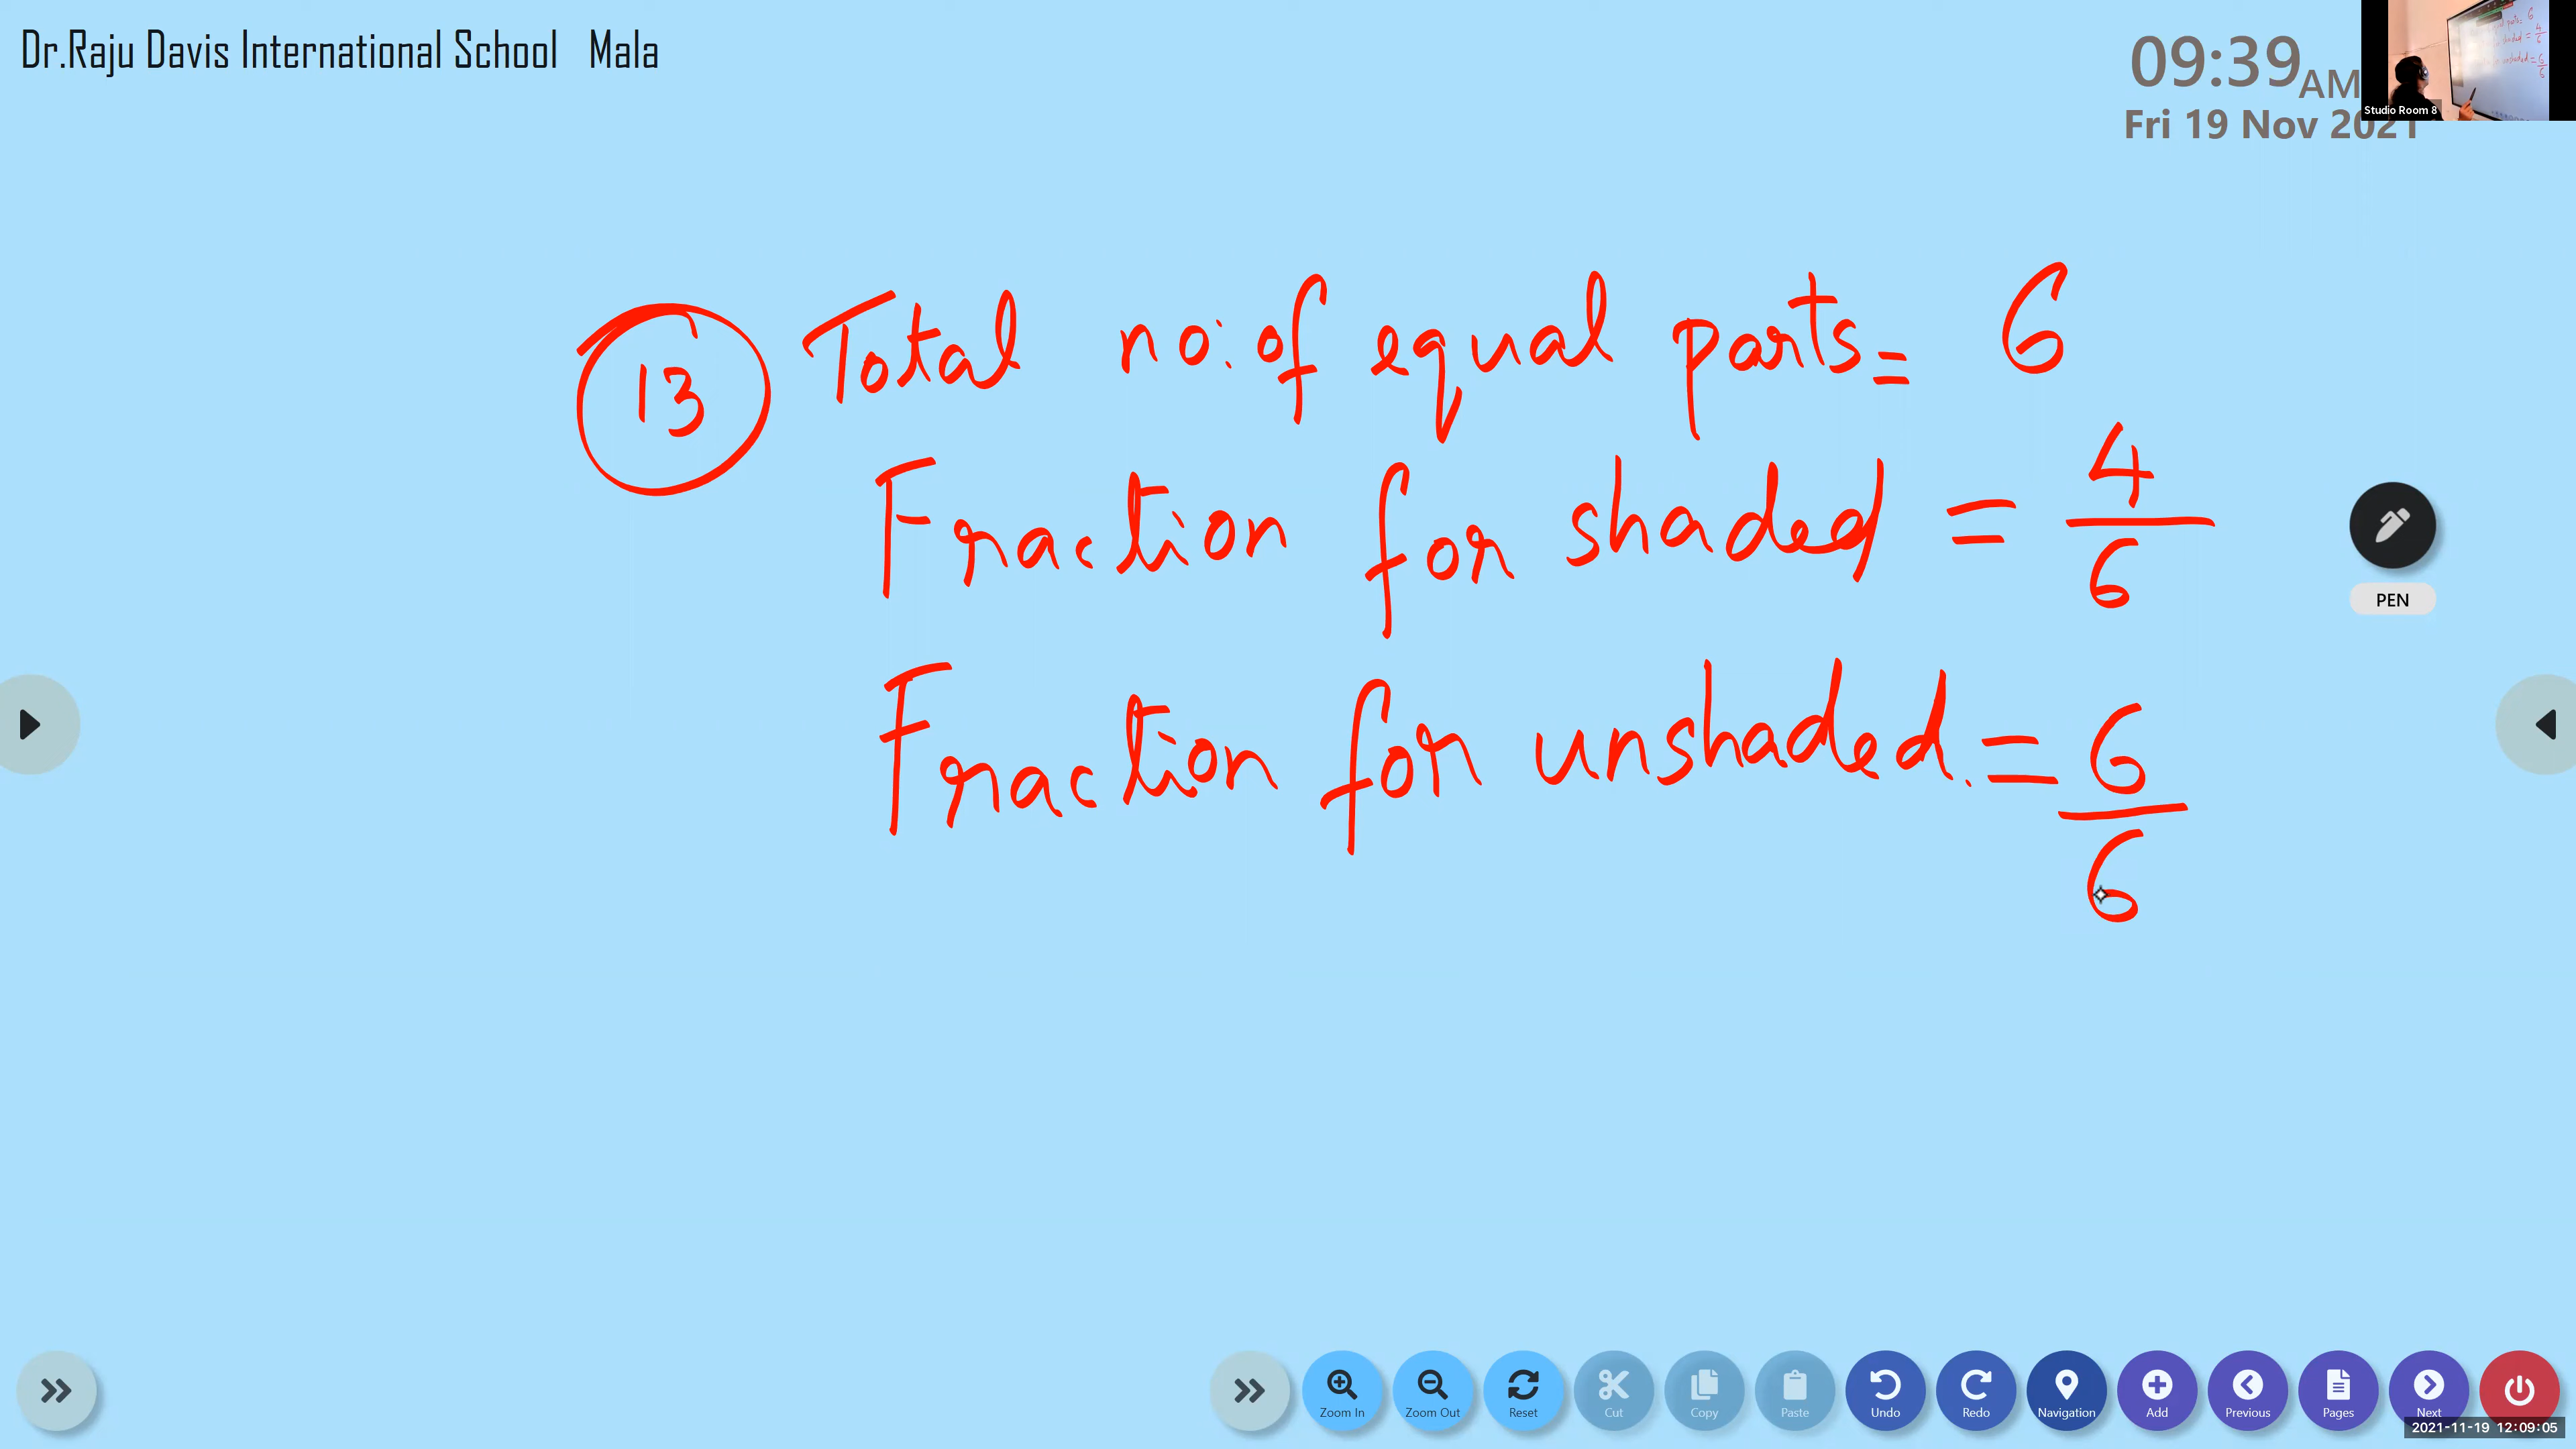 Dr.Raju Davis International School Mala
09:39 AM
Fri 19 Nov 2021
Studio Room 8
13 Total no: of equal parts = 6
Fraction for shaded = 4/6
Fraction for unshaded. = 6/6
PEN
Zoom In Zoom Out Reset Cut Copy Paste Undo Redo Navigation Add Previous Pages Next
2021-11-19 12:09:05